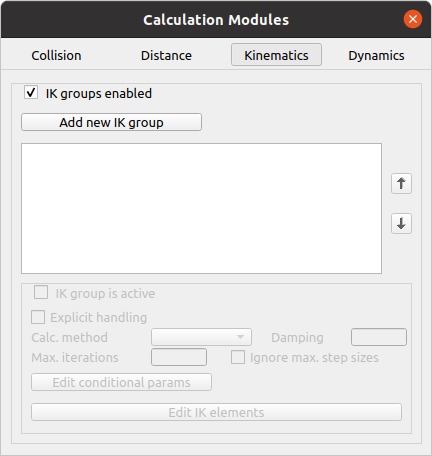 Calculation Modules
Collision Distance Kinematics Dynamics
IK groups enabled
Add new IK group
IK group is active
Explicit handling
Calc. method Damping
Max. iterations Ignore max. step sizes
Edit conditional params
Edit IK elements